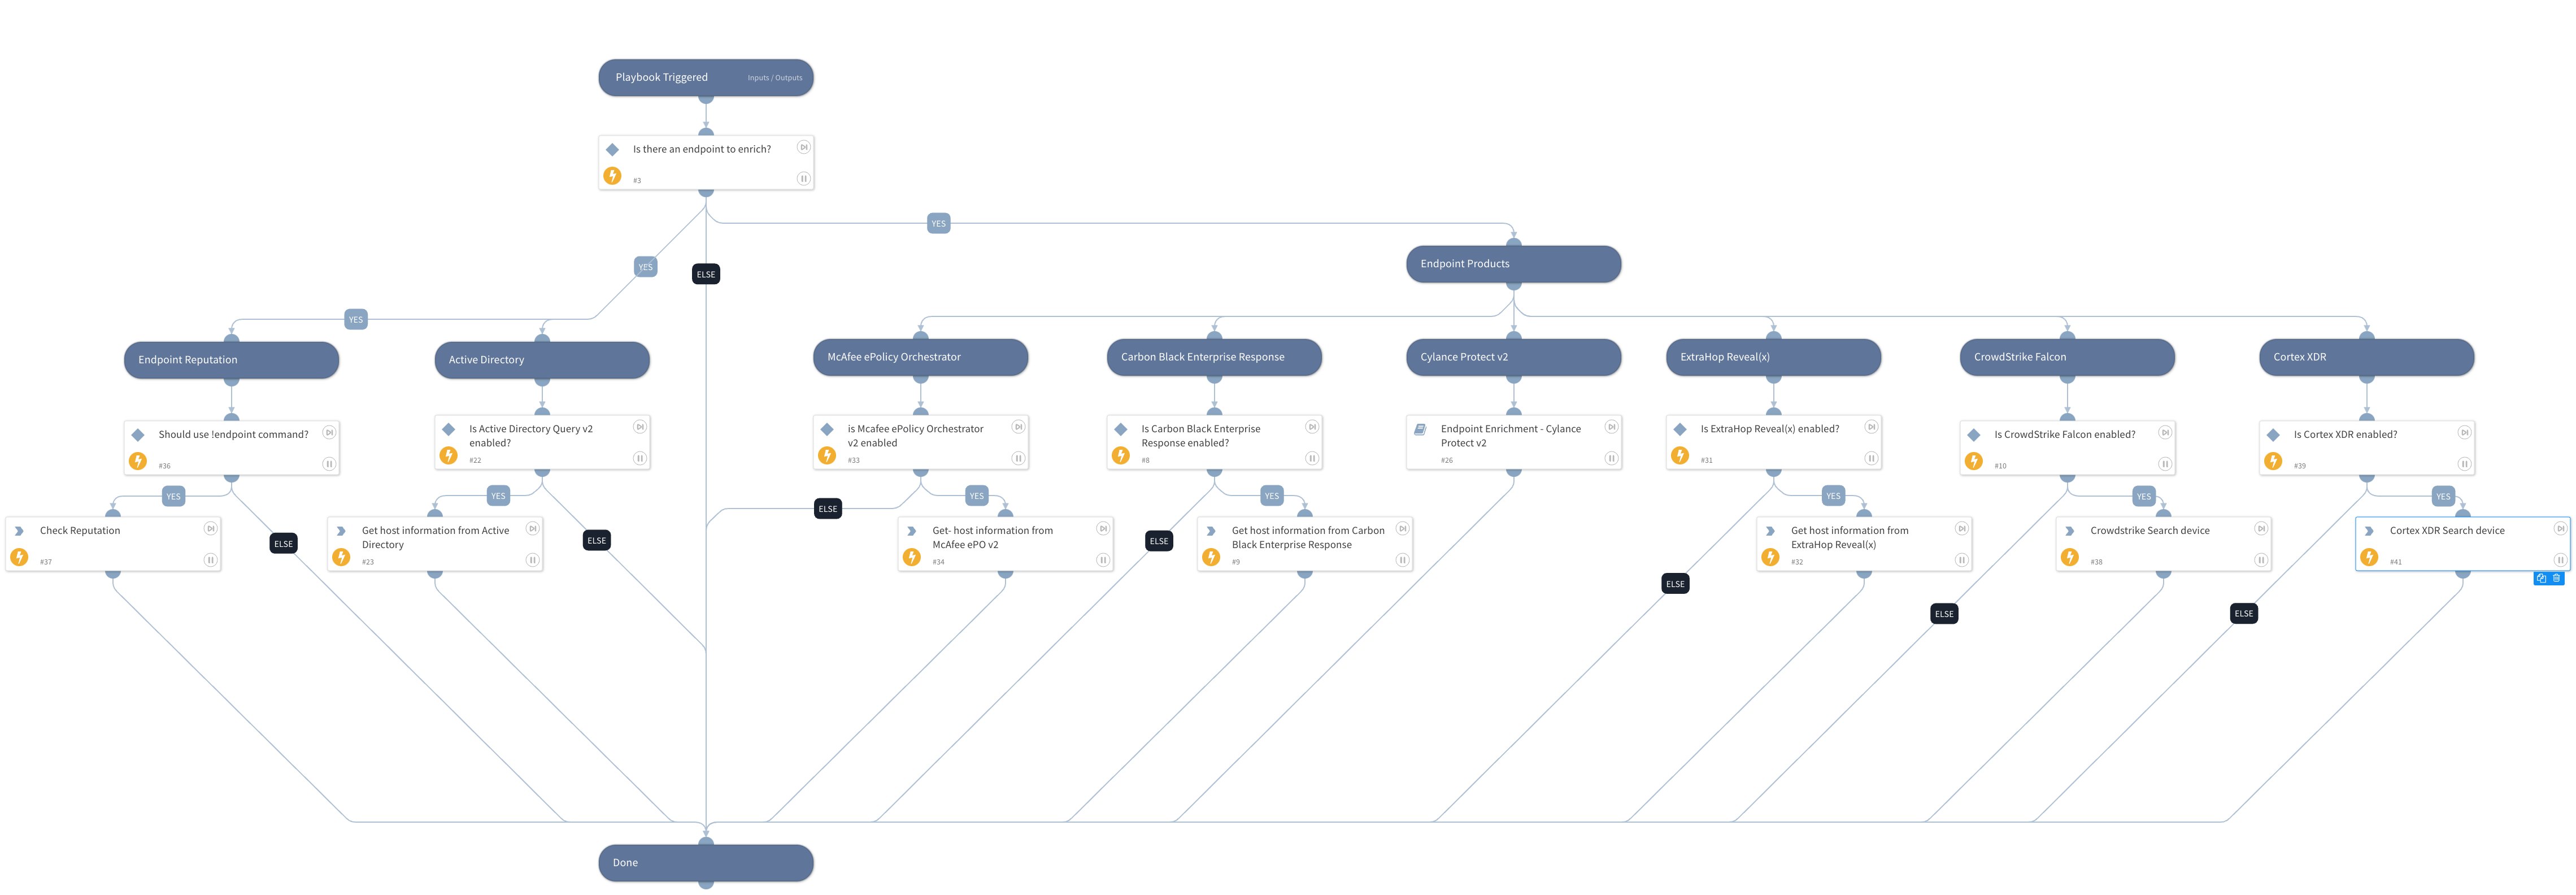 Playbook Triggered Inputs / Outputs
Is there an endpoint to enrich?
#3
YES
YES
ELSE
Endpoint Products
YES
Endpoint Reputation
Active Directory
McAfee ePolicy Orchestrator
Carbon Black Enterprise Response
Cylance Protect v2
ExtraHop Reveal(x)
CrowdStrike Falcon
Cortex XDR
Should use !endpoint command?
#36
Is Active Directory Query v2
enabled?
#22
is Mcafee ePolicy Orchestrator
v2 enabled
#33
Is Carbon Black Enterprise
Response enabled?
#8
Endpoint Enrichment - Cylance
Protect v2
#26
Is ExtraHop Reveal(x) enabled?
#31
Is CrowdStrike Falcon enabled?
#10
Is Cortex XDR enabled?
#39
YES
YES
ELSE
YES
YES
YES
YES
YES
Check Reputation
#37
ELSE
Get host information from Active
Directory
#23
ELSE
Get- host information from
McAfee ePO v2
#34
ELSE
Get host information from Carbon
Black Enterprise Response
#9
ELSE
Get host information from
ExtraHop Reveal(x)
#32
ELSE
Crowdstrike Search device
#38
ELSE
Cortex XDR Search device
#41
Done